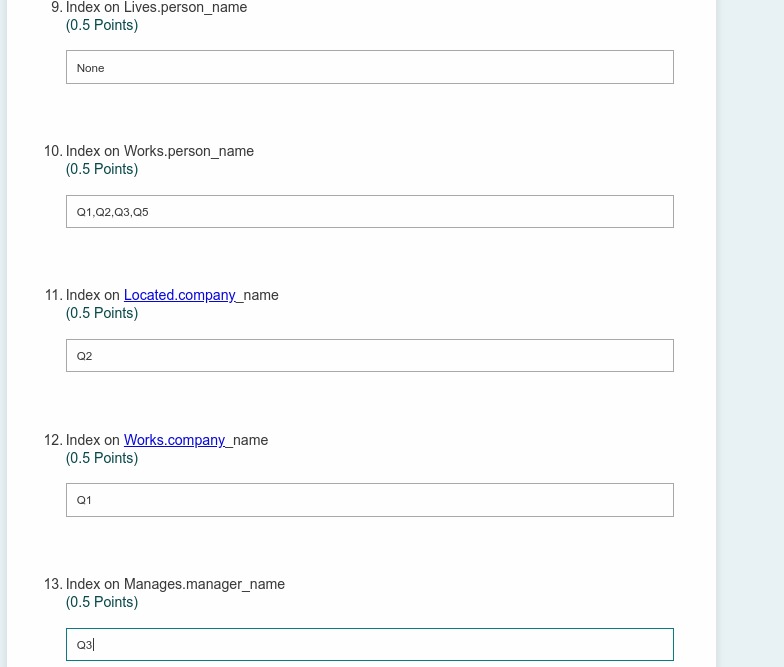 9. Index on Lives.person_name
(0.5 Points)
None
10. Index on Works.person_name
(0.5 Points)
Q1,Q2,Q3,Q5
11. Index on Located.company_name
(0.5 Points)
Q2
12. Index on Works.company_name
(0.5 Points)
Q1
13. Index on Manages.manager_name
(0.5 Points)
Q3